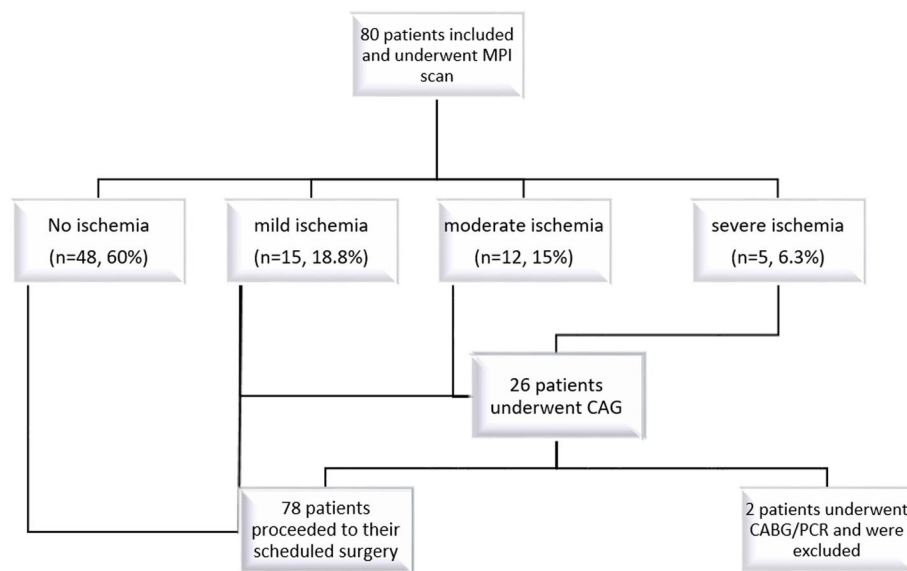 80 patients included
and underwent MPI
scan
No ischemia
(n=48, 60%)
mild ischemia
(n=15, 18.8%)
moderate ischemia
(n=12, 15%)
severe ischemia
(n=5, 6.3%)
26 patients
underwent CAG
78 patients
proceeded to their
scheduled surgery
2 patients underwent
CABG/PCR and were
excluded